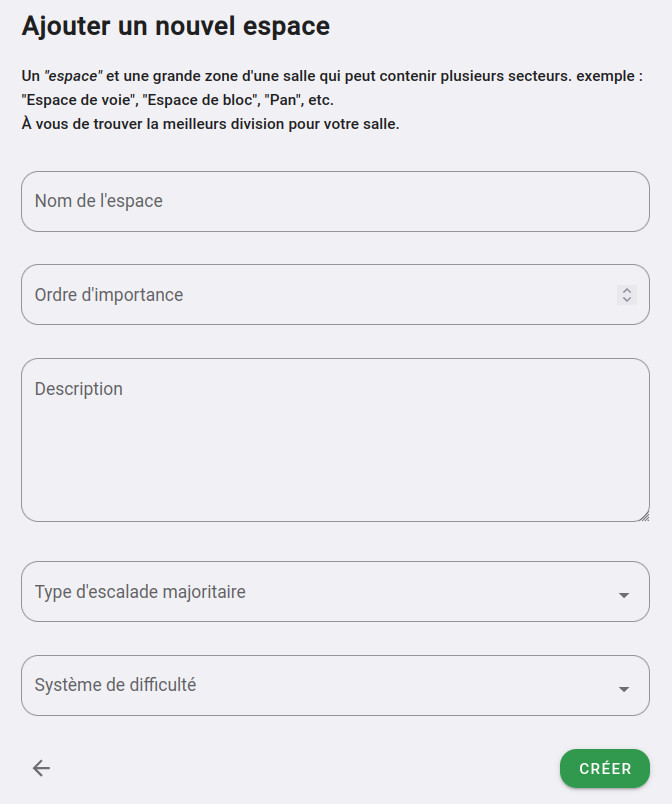 Ajouter un nouvel espace
Un "espace" et une grande zone d'une salle qui peut contenir plusieurs secteurs. exemple :
"Espace de voie", "Espace de bloc", "Pan", etc.
À vous de trouver la meilleurs division pour votre salle.
Nom de l'espace
Ordre d'importance
Description
Type d'escalade majoritaire
Système de difficulté
CRÉER